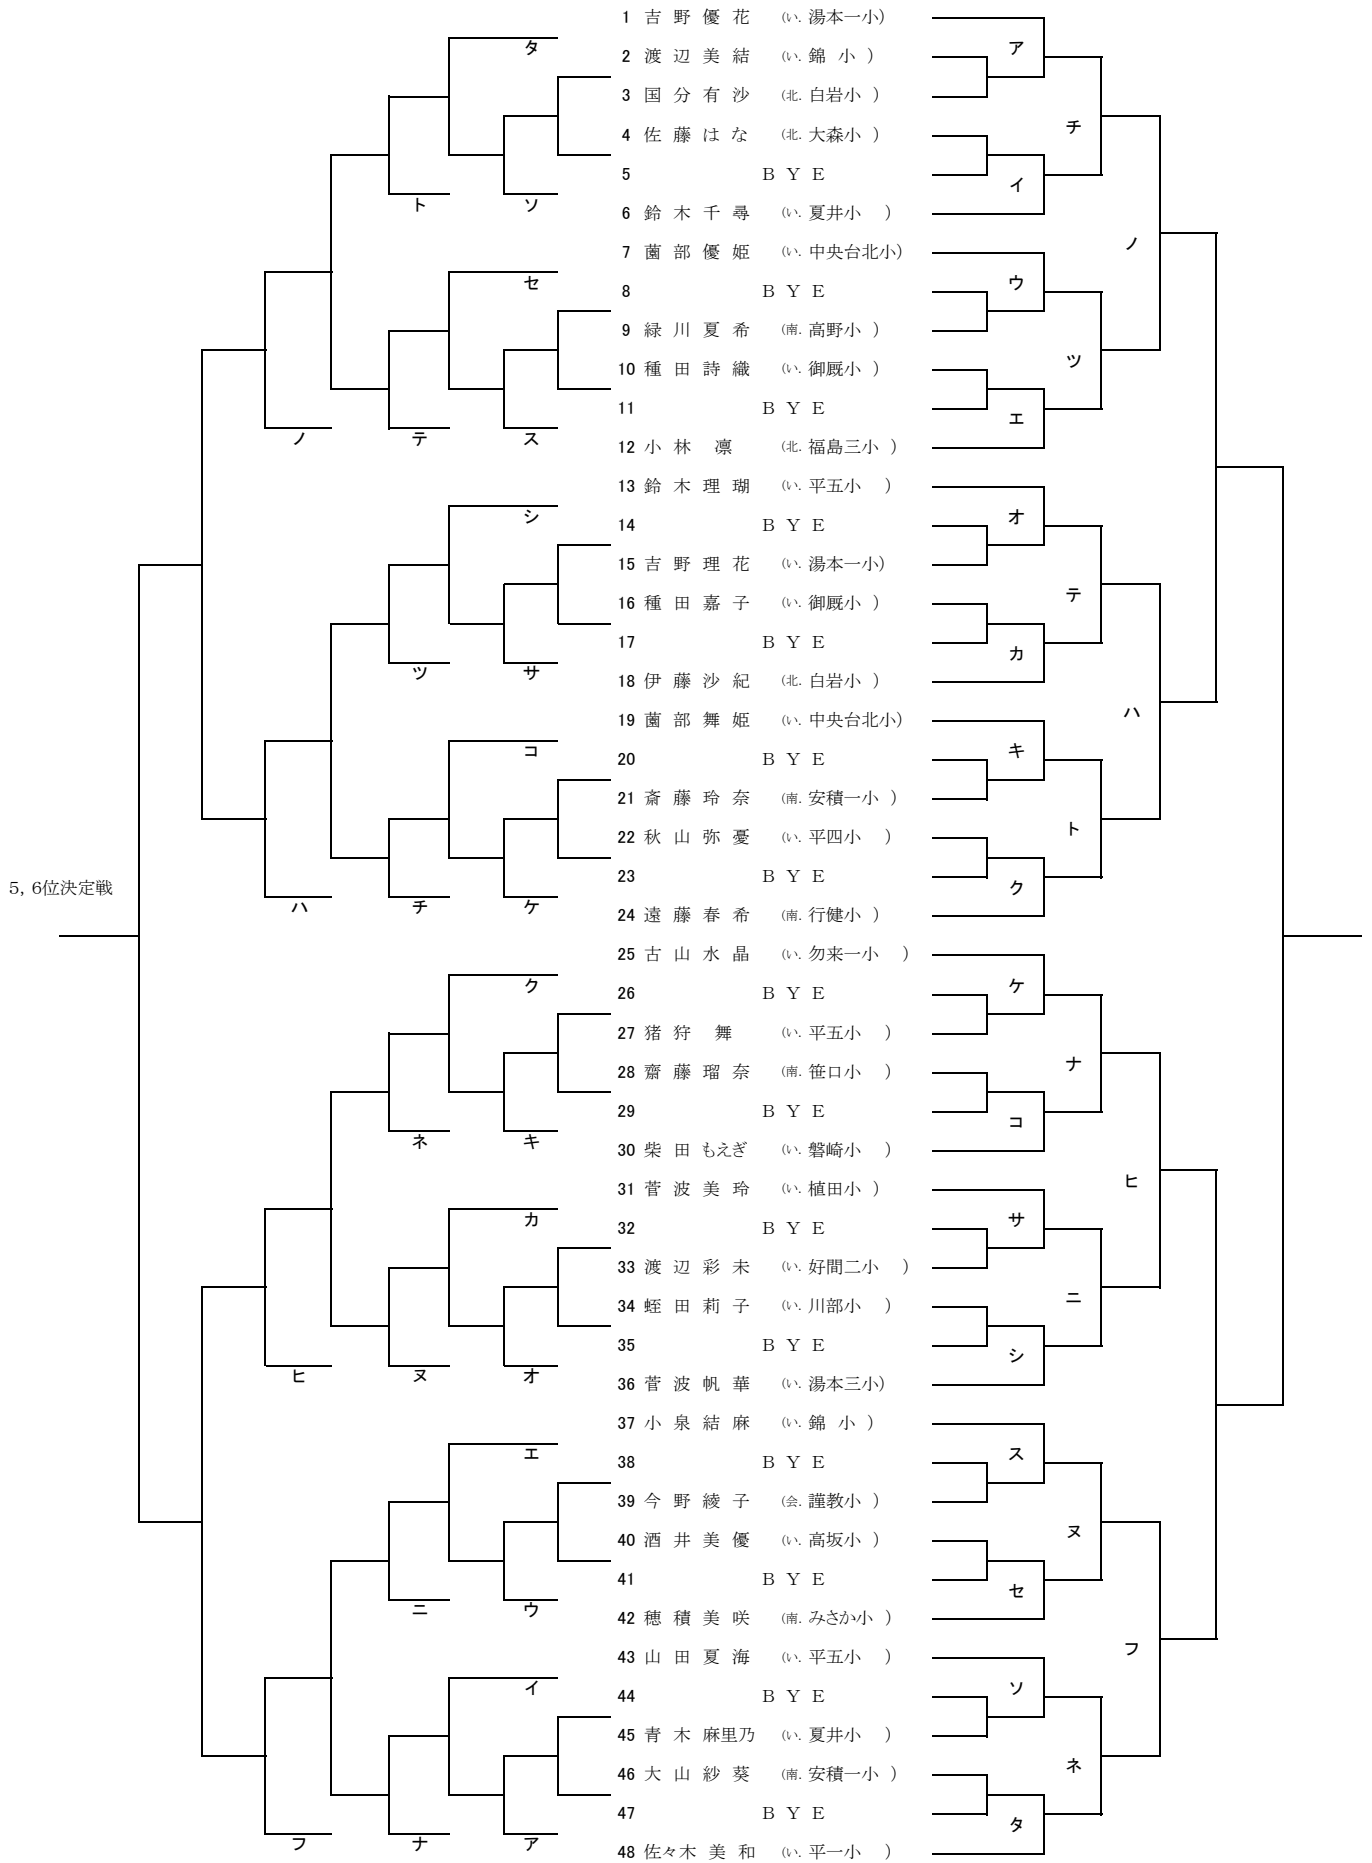 1 吉 野 優 花 (い. 湯本一小)
タ ア
2 渡 辺 美 結 (い. 錦 小 )
3 国 分 有 沙 (北. 白岩小 )
チ
4 佐 藤 は な (北. 大森小 )
5 B Y E
イ
ト ソ
6 鈴 木 千 尋 (い. 夏井小 )
ノ
7 薗 部 優 姫 (い. 中央台北小)
セ ウ
8 B Y E
9 緑 川 夏 希 (南. 高野小 )
ツ
10 種 田 詩 織 (い. 御厩小 )
11 B Y E
エ
ノ テ ス
12 小 林 凛 (北. 福島三小 )
13 鈴 木 理 瑚 (い. 平五小 )
シ オ
14 B Y E
15 吉 野 理 花 (い. 湯本一小)
テ
16 種 田 嘉 子 (い. 御厩小 )
17 B Y E
カ
ツ サ
18 伊 藤 沙 紀 (北. 白岩小 )
ハ
19 薗 部 舞 姫 (い. 中央台北小)
コ キ
20 B Y E
21 斎 藤 玲 奈 (南. 安積一小 )
ト
22 秋 山 弥 憂 (い. 平四小 )
23 B Y E
5, 6位決定戦 ク
ハ チ ケ
24 遠 藤 春 希 (南. 行健小 )
25 古 山 水 晶 (い. 勿来一小 )
ク ケ
26 B Y E
27 猪 狩 舞 (い. 平五小 )
ナ
28 齋 藤 瑠 奈 (南. 笹口小 )
29 B Y E
コ
ネ キ
30 柴 田 もえぎ (い. 磐崎小 )
ヒ
31 菅 波 美 玲 (い. 植田小 )
カ サ
32 B Y E
33 渡 辺 彩 未 (い. 好間二小 )
ニ
34 蛭 田 莉 子 (い. 川部小 )
35 B Y E
シ
ヒ ヌ オ
36 菅 波 帆 華 (い. 湯本三小)
37 小 泉 結 麻 (い. 錦 小 )
エ ス
38 B Y E
39 今 野 綾 子 (会. 謹教小 )
ヌ
40 酒 井 美 優 (い. 高坂小 )
41 B Y E
セ
ニ ウ
42 穂 積 美 咲 (南. みさか小 )
フ
43 山 田 夏 海 (い. 平五小 )
イ ソ
44 B Y E
45 青 木 麻里乃 (い. 夏井小 )
ネ
46 大 山 紗 葵 (南. 安積一小 )
47 B Y E
タ
フ ナ ア
48 佐々木 美 和 (い. 平一小 )